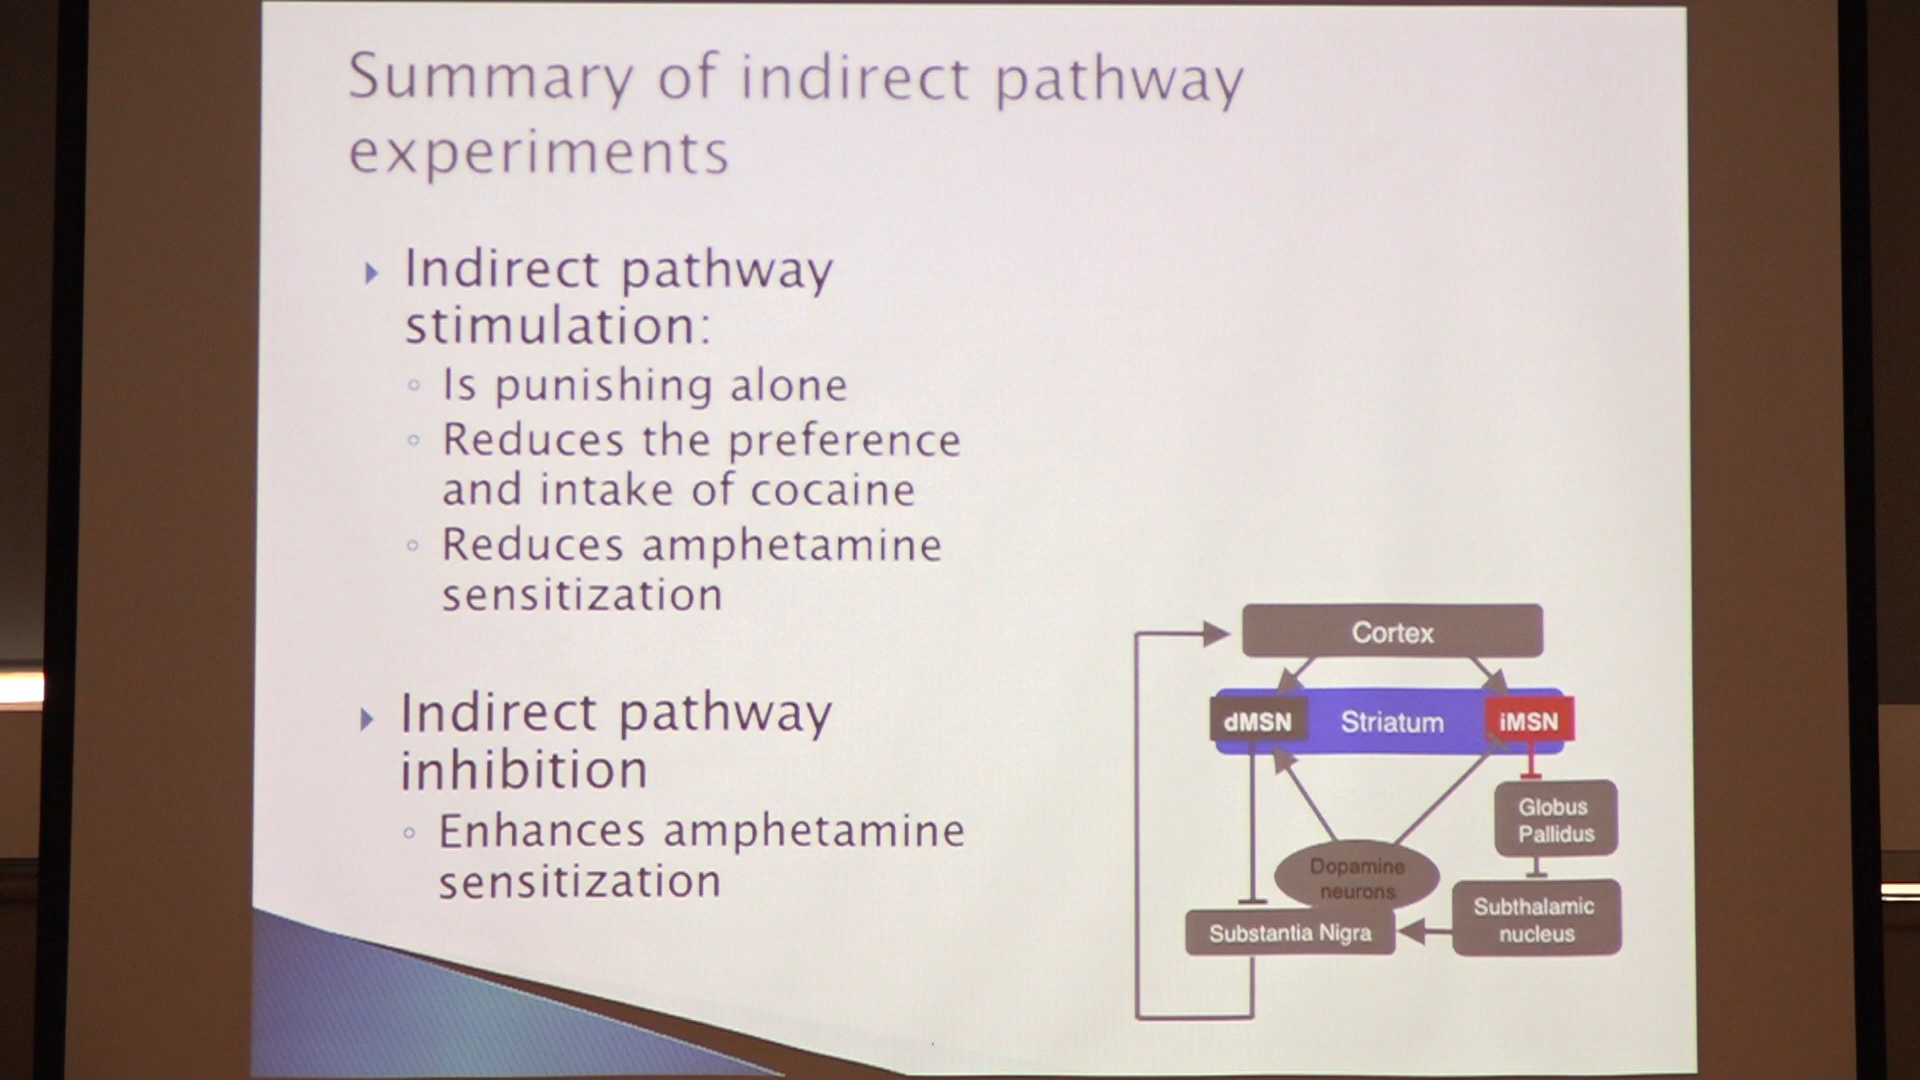 Summary of indirect pathway
experiments
Indirect pathway
stimulation:
Is punishing alone
Reduces the preference
and intake of cocaine
Reduces amphetamine
sensitization
Indirect pathway
inhibition
Enhances amphetamine
sensitization
Cortex
dMSN
Striatum
iMSN
Globus
Pallidus
Dopamine
neurons
Subthalamic
nucleus
Substantia Nigra